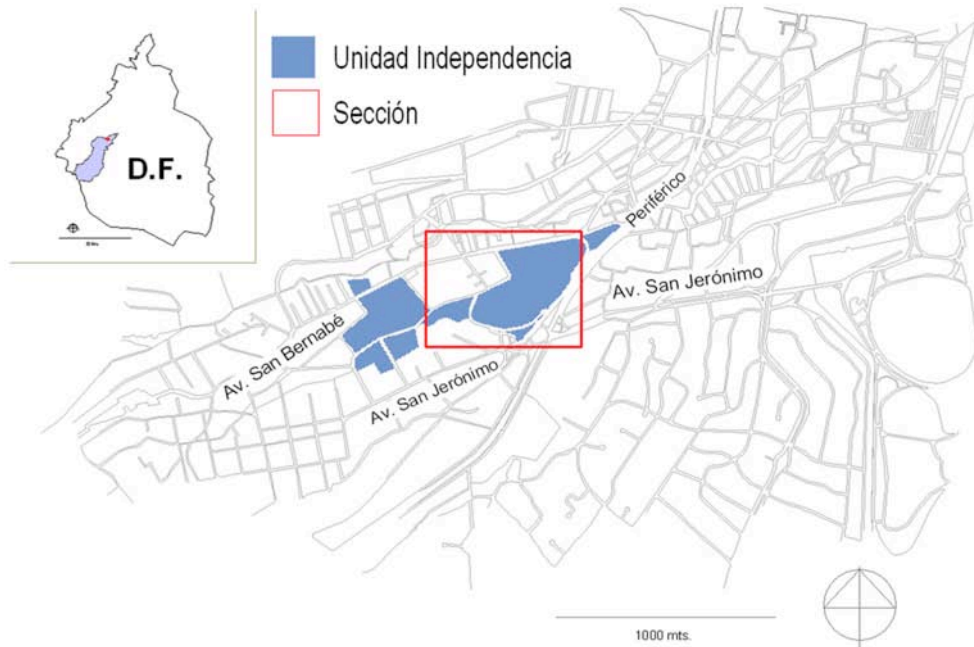 Unidad Independencia
Sección
D.F.
Periférico
Av. San Jerónimo
Av. San Bernabé
Av. San Jerónimo
1000 mts.